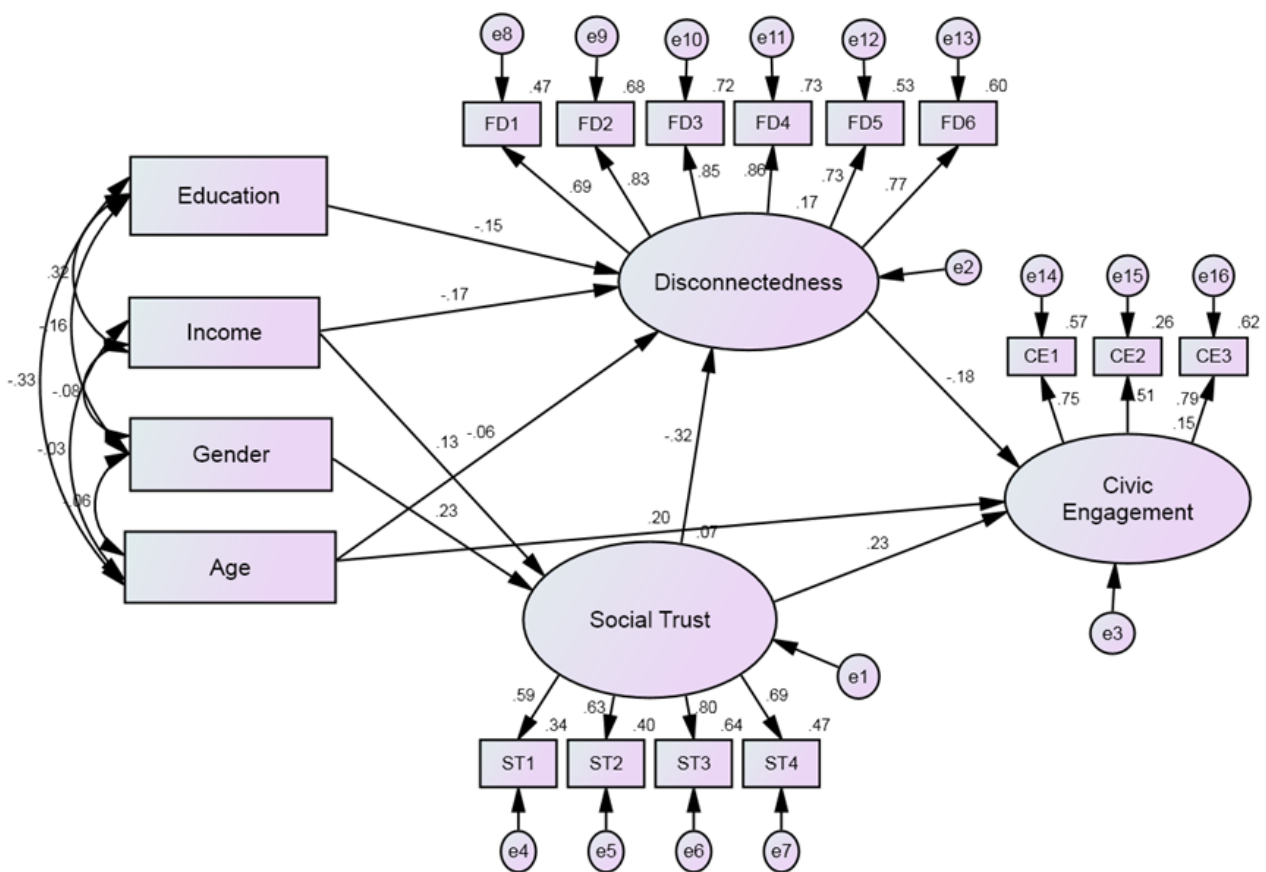 e8 e9 e10 e11 e12 e13
.47 .68 .72 .73 .53 .60
FD1 FD2 FD3 FD4 FD5 FD6
.69 .83 .85 .86 .73 .77
.17
Education
-.15
Disconnectedness
e2
e14 e15 e16
.32
-.17
Income
-.16
.57 .26 .62
CE1 CE2 CE3
-.33
-.08
-.18
.75 .51 .79
.15
Gender
.13 -.06
-.32
-.03
Civic
Engagement
-.06
.23
.20
.07
.23
Age
Social Trust
e3
e1
.59 .63 .80 .69
.34 .40 .64 .47
ST1 ST2 ST3 ST4
e4 e5 e6 e7